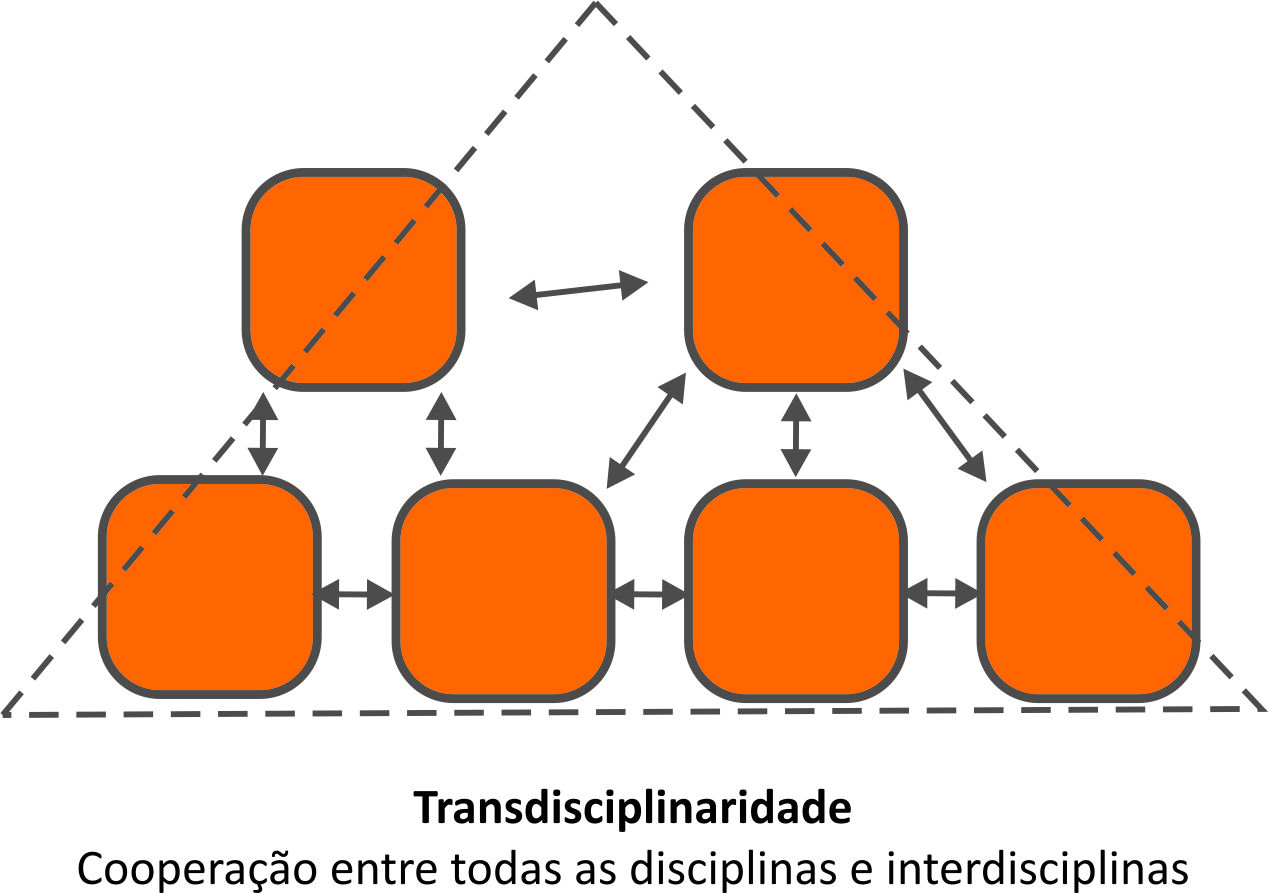 Transdisciplinaridade
Cooperação entre todas as disciplinas e interdisciplinas